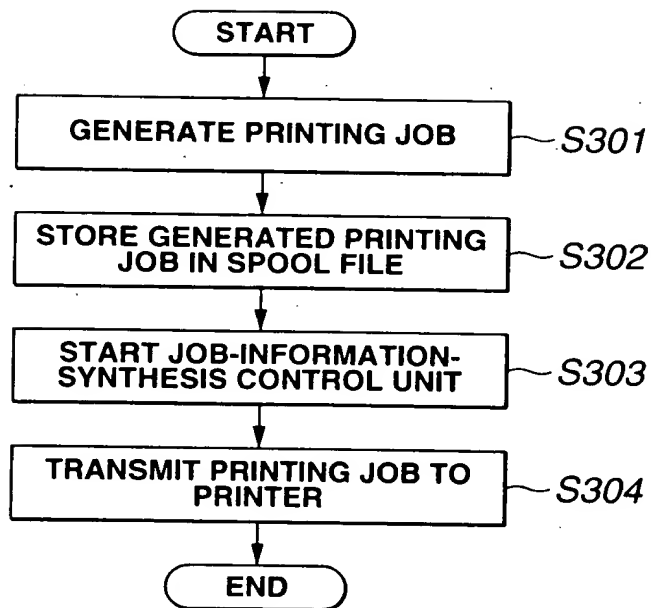 START
GENERATE PRINTING JOB
S301
STORE GENERATED PRINTING
JOB IN SPOOL FILE
S302
START JOB-INFORMATION-
SYNTHESIS CONTROL UNIT
S303
TRANSMIT PRINTING JOB TO
PRINTER
S304
END